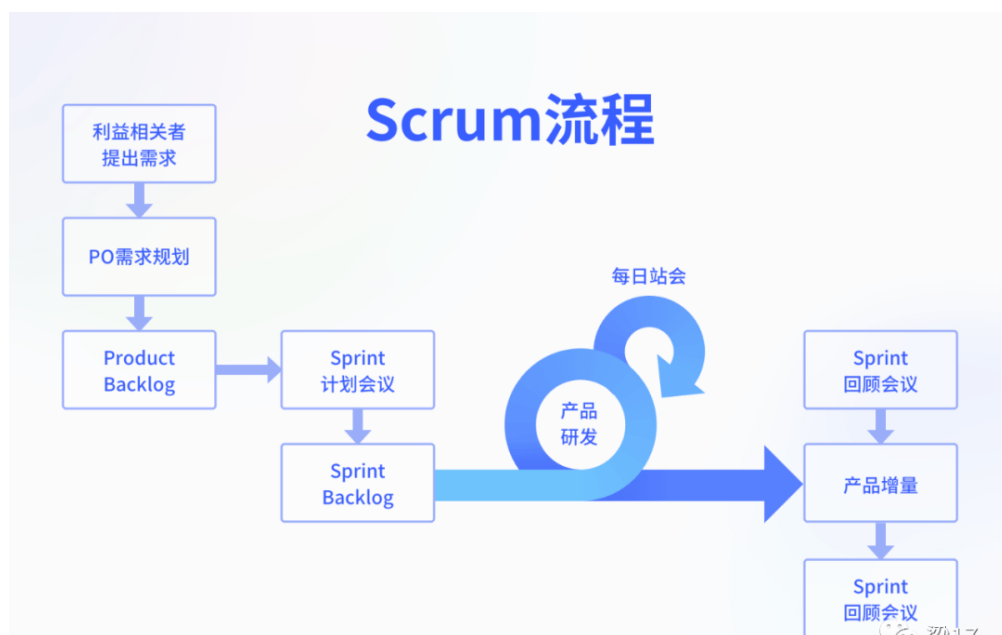 Scrum流程
利益相关者
提出需求
PO需求规划
Product
Backlog
Sprint
计划会议
Sprint
Backlog
每日站会
产品
研发
Sprint
回顾会议
产品增量
Sprint
回顾会议